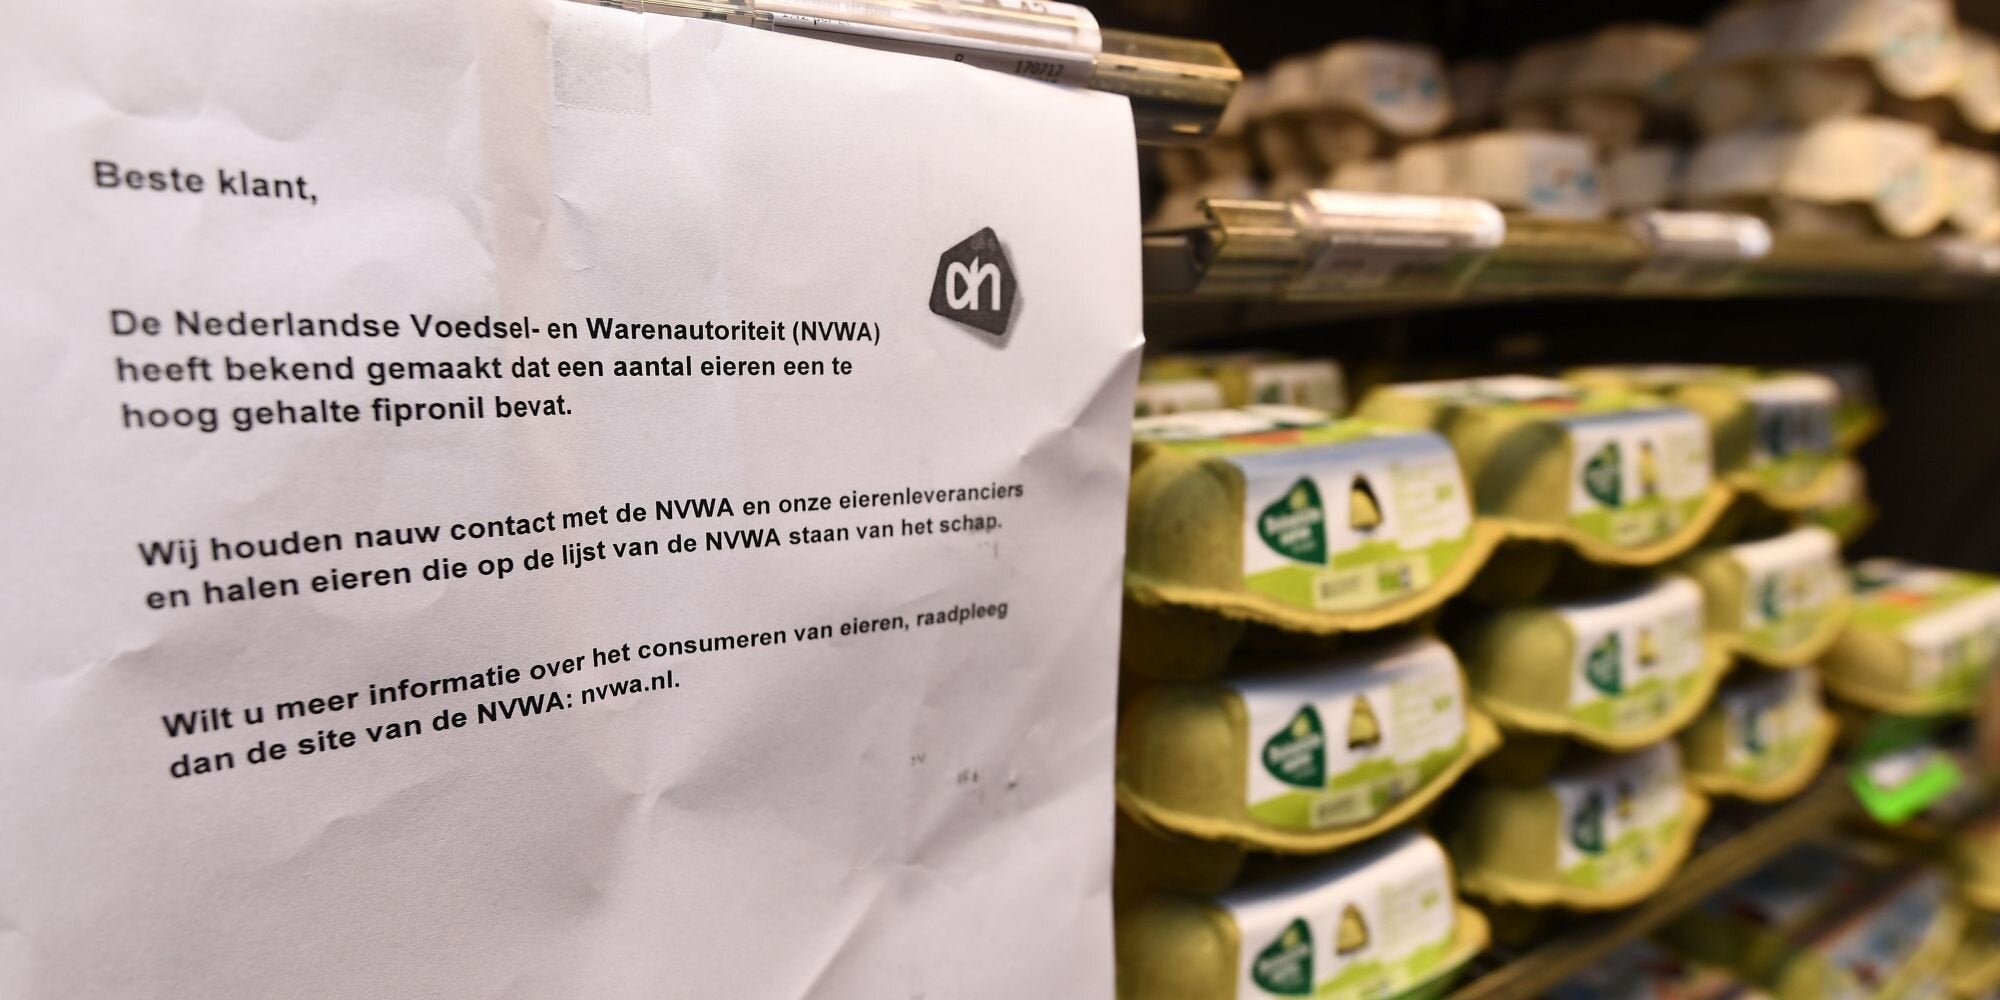 170717
Beste klant,
ah
De Nederlandse Voedsel- en Warenautoriteit (NVWA)
heeft bekend gemaakt dat een aantal eieren een te
hoog gehalte fipronil bevat.
Wij houden nauw contact met de NVWA en onze eierenleveranciers
en halen eieren die op de lijst van de NVWA staan van het schap.
Wilt u meer informatie over het consumeren van eieren, raadpleeg
dan de site van de NVWA: nvwa.nl.